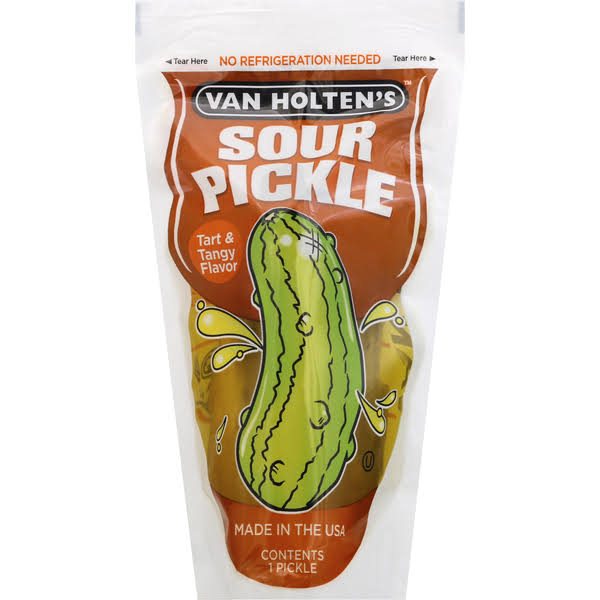 ◄ Tear Here NO REFRIGERATION NEEDED Tear Here ►
VAN HOLTEN'S™
SOUR
PICKLE
Tart &
Tangy
Flavor
U
MADE IN THE USA
CONTENTS
1 PICKLE